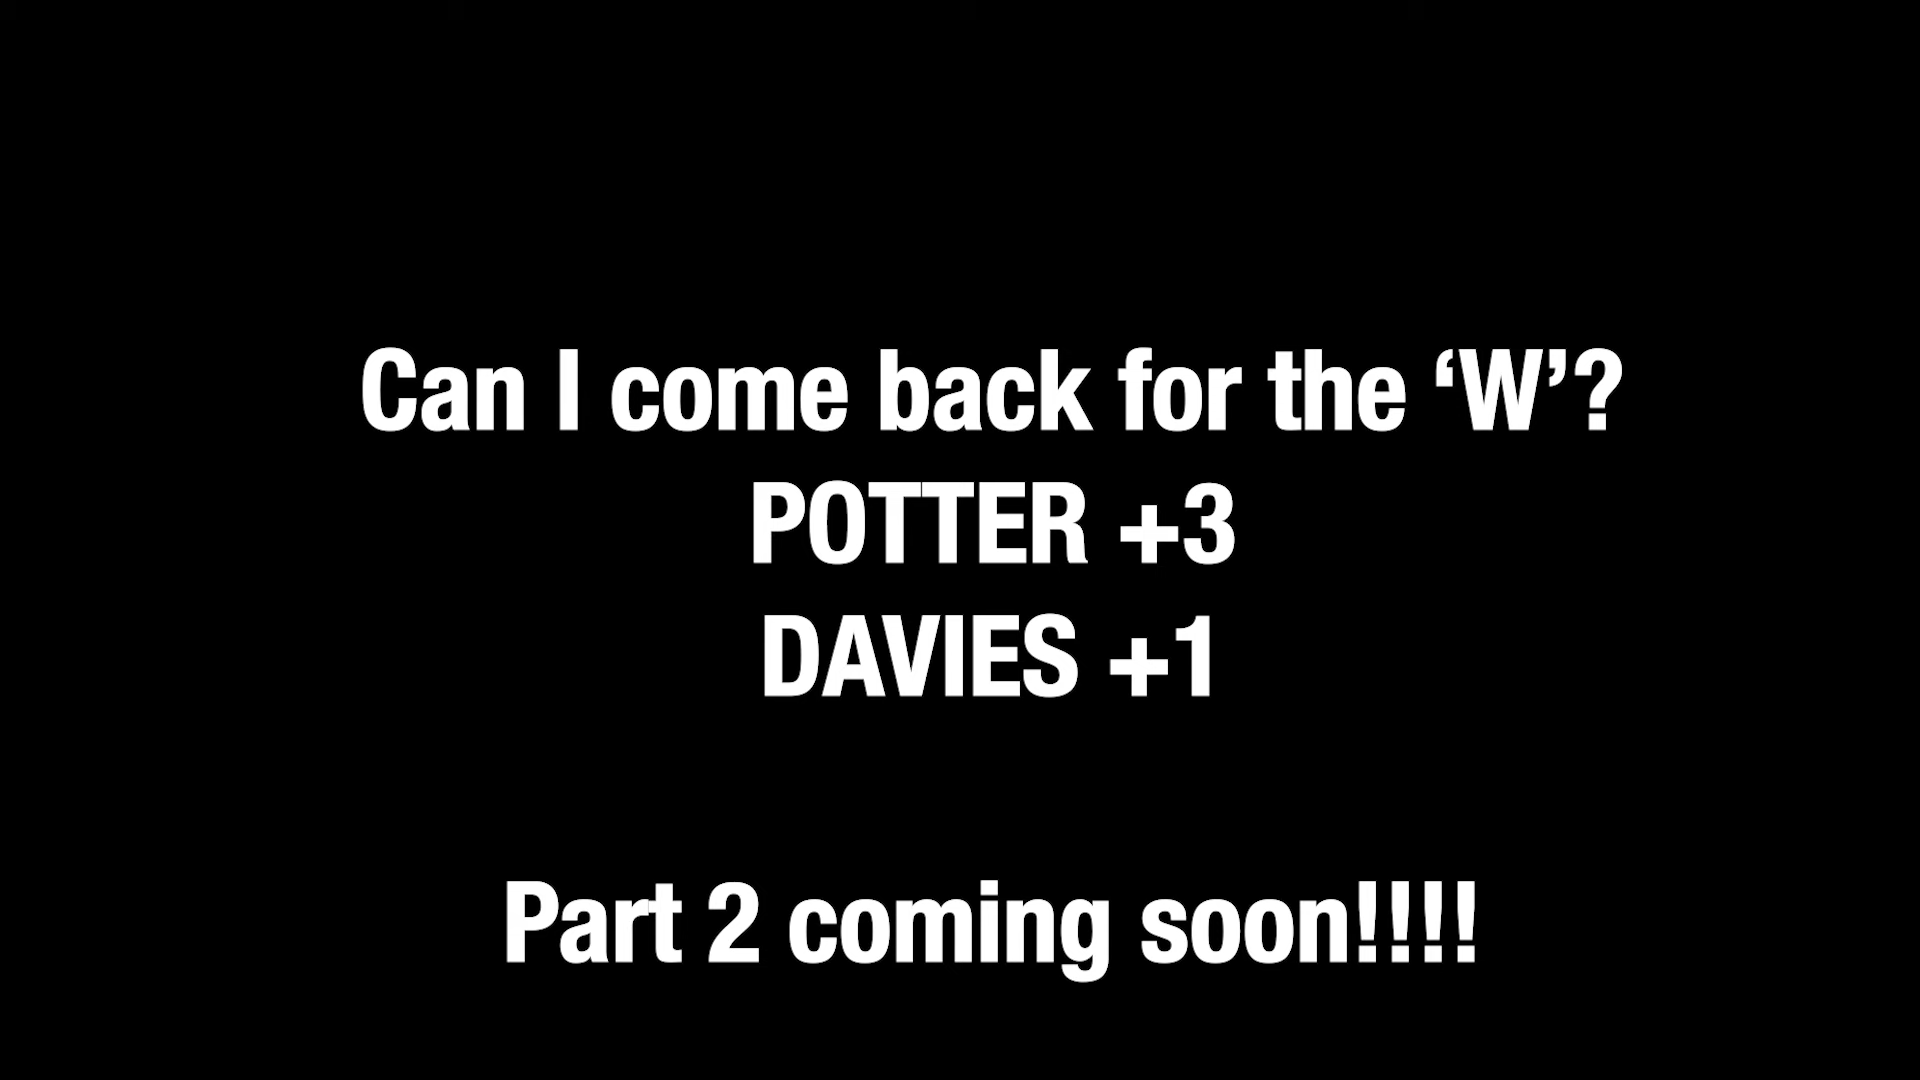 Can I come back for the ‘W’?
POTTER +3
DAVIES +1
Part 2 coming soon!!!!